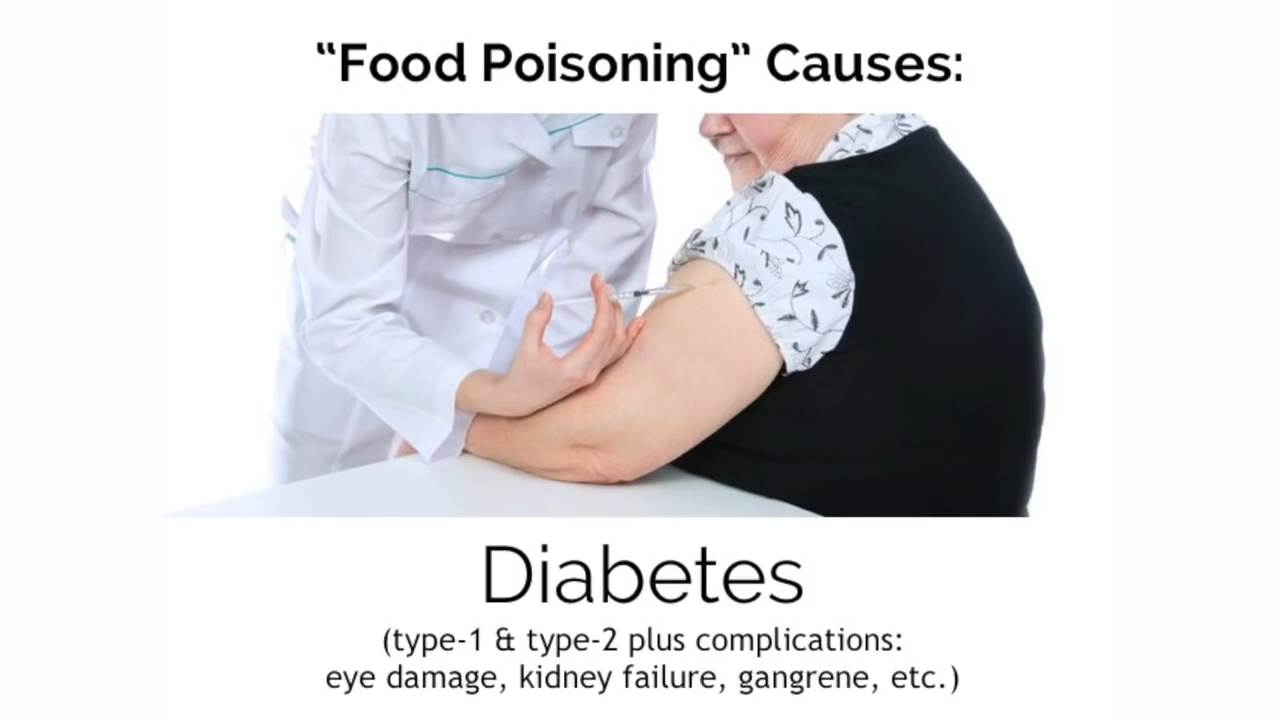 “Food Poisoning” Causes:
Diabetes
(type-1 & type-2 plus complications:
eye damage, kidney failure, gangrene, etc.)